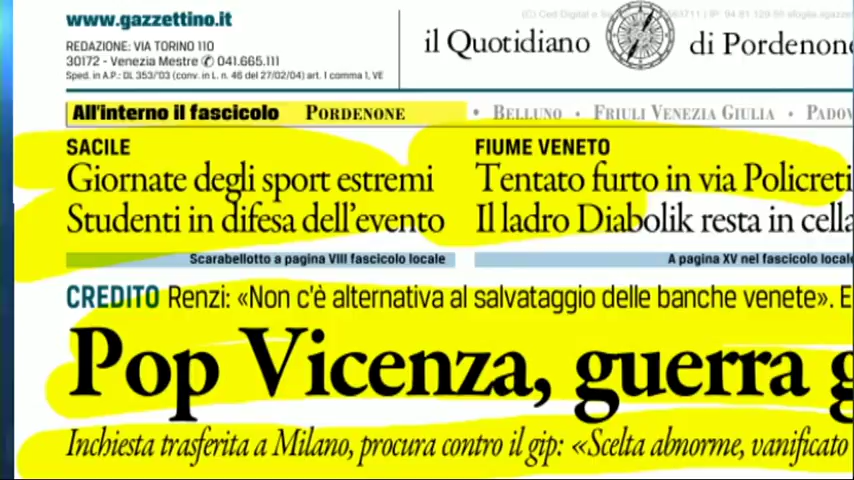 www.gazzettino.it
REDAZIONE: VIA TORINO 110
30172 - Venezia Mestre ✆ 041.665.111
Sped. in A.P.: DL 353/'03 (conv. in L. n. 46 del 27/02/04) art. 1 comma 1, VE
il Quotidiano di Pordenone
All'interno il fascicolo PORDENONE • BELLUNO • FRIULI VENEZIA GIULIA • PADOV
SACILE
Giornate degli sport estremi
Studenti in difesa dell'evento
Scarabellotto a pagina VIII fascicolo locale
FIUME VENETO
Tentato furto in via Policreti
Il ladro Diabolik resta in cella
A pagina XV nel fascicolo locale
CREDITO Renzi: «Non c'è alternativa al salvataggio delle banche venete». E
Pop Vicenza, guerra g
Inchiesta trasferita a Milano, procura contro il gip: «Scelta abnorme, vanificato